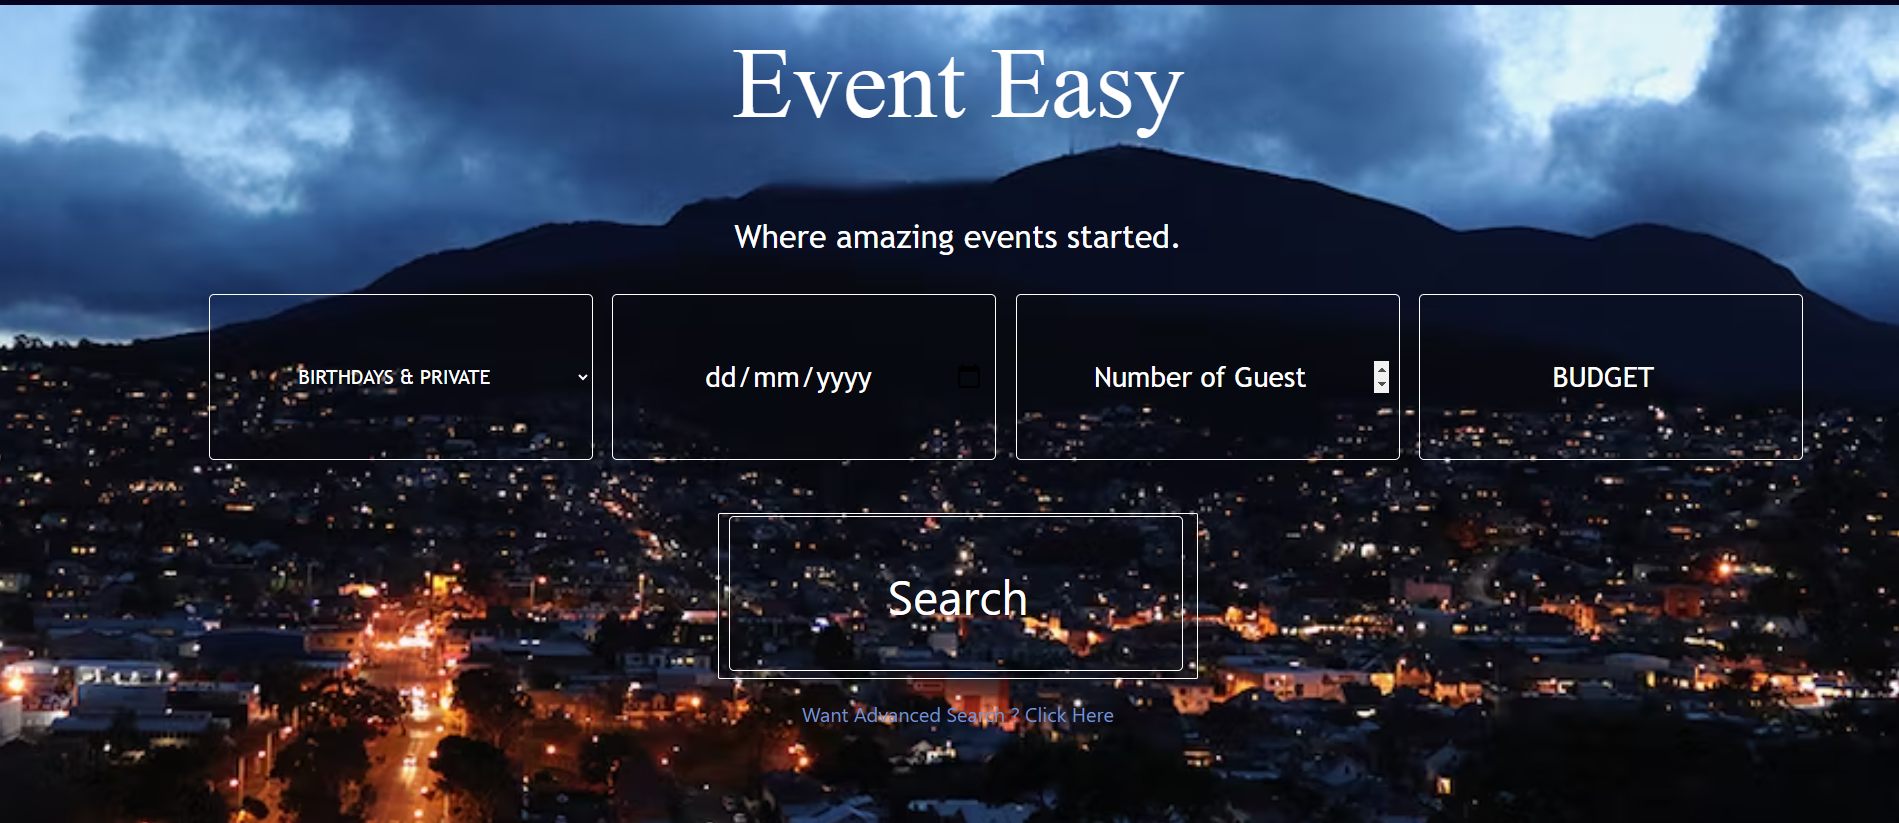 Event Easy
Where amazing events started.
BIRTHDAYS & PRIVATE
dd/mm/yyyy
Number of Guest
BUDGET
Search
Want Advanced Search ? Click Here